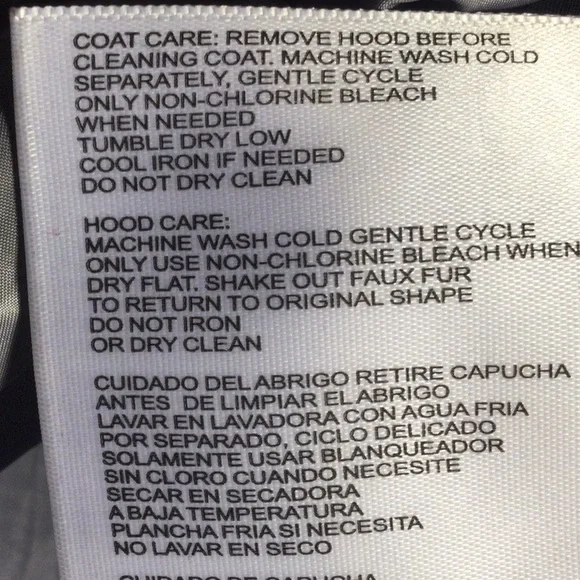 COAT CARE: REMOVE HOOD BEFORE
CLEANING COAT. MACHINE WASH COLD
SEPARATELY, GENTLE CYCLE
ONLY NON-CHLORINE BLEACH
WHEN NEEDED
TUMBLE DRY LOW
COOL IRON IF NEEDED
DO NOT DRY CLEAN
HOOD CARE:
MACHINE WASH COLD GENTLE CYCLE
ONLY USE NON-CHLORINE BLEACH WHEN
DRY FLAT. SHAKE OUT FAUX FUR
TO RETURN TO ORIGINAL SHAPE
DO NOT IRON
OR DRY CLEAN
CUIDADO DEL ABRIGO RETIRE CAPUCHA
ANTES DE LIMPIAR EL ABRIGO
LAVAR EN LAVADORA CON AGUA FRIA
POR SEPARADO, CICLO DELICADO
SOLAMENTE USAR BLANQUEADOR
SIN CLORO CUANDO NECESITE
SECAR EN SECADORA
A BAJA TEMPERATURA
PLANCHA FRIA SI NECESITA
NO LAVAR EN SECO
CUIDADO DE CAPUCHA